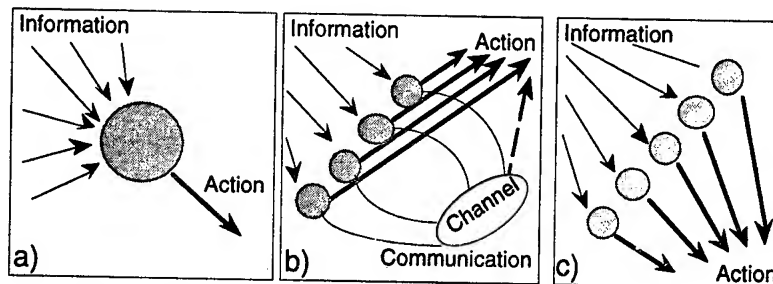 Information
Action
a)
Information
Action
Channel
Communication
b)
Information
Action
c)